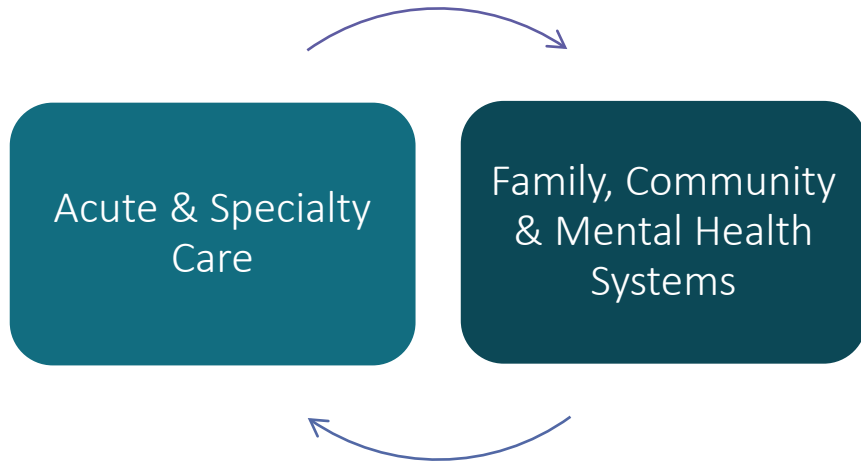 Acute & Specialty
Care
Family, Community
& Mental Health
Systems